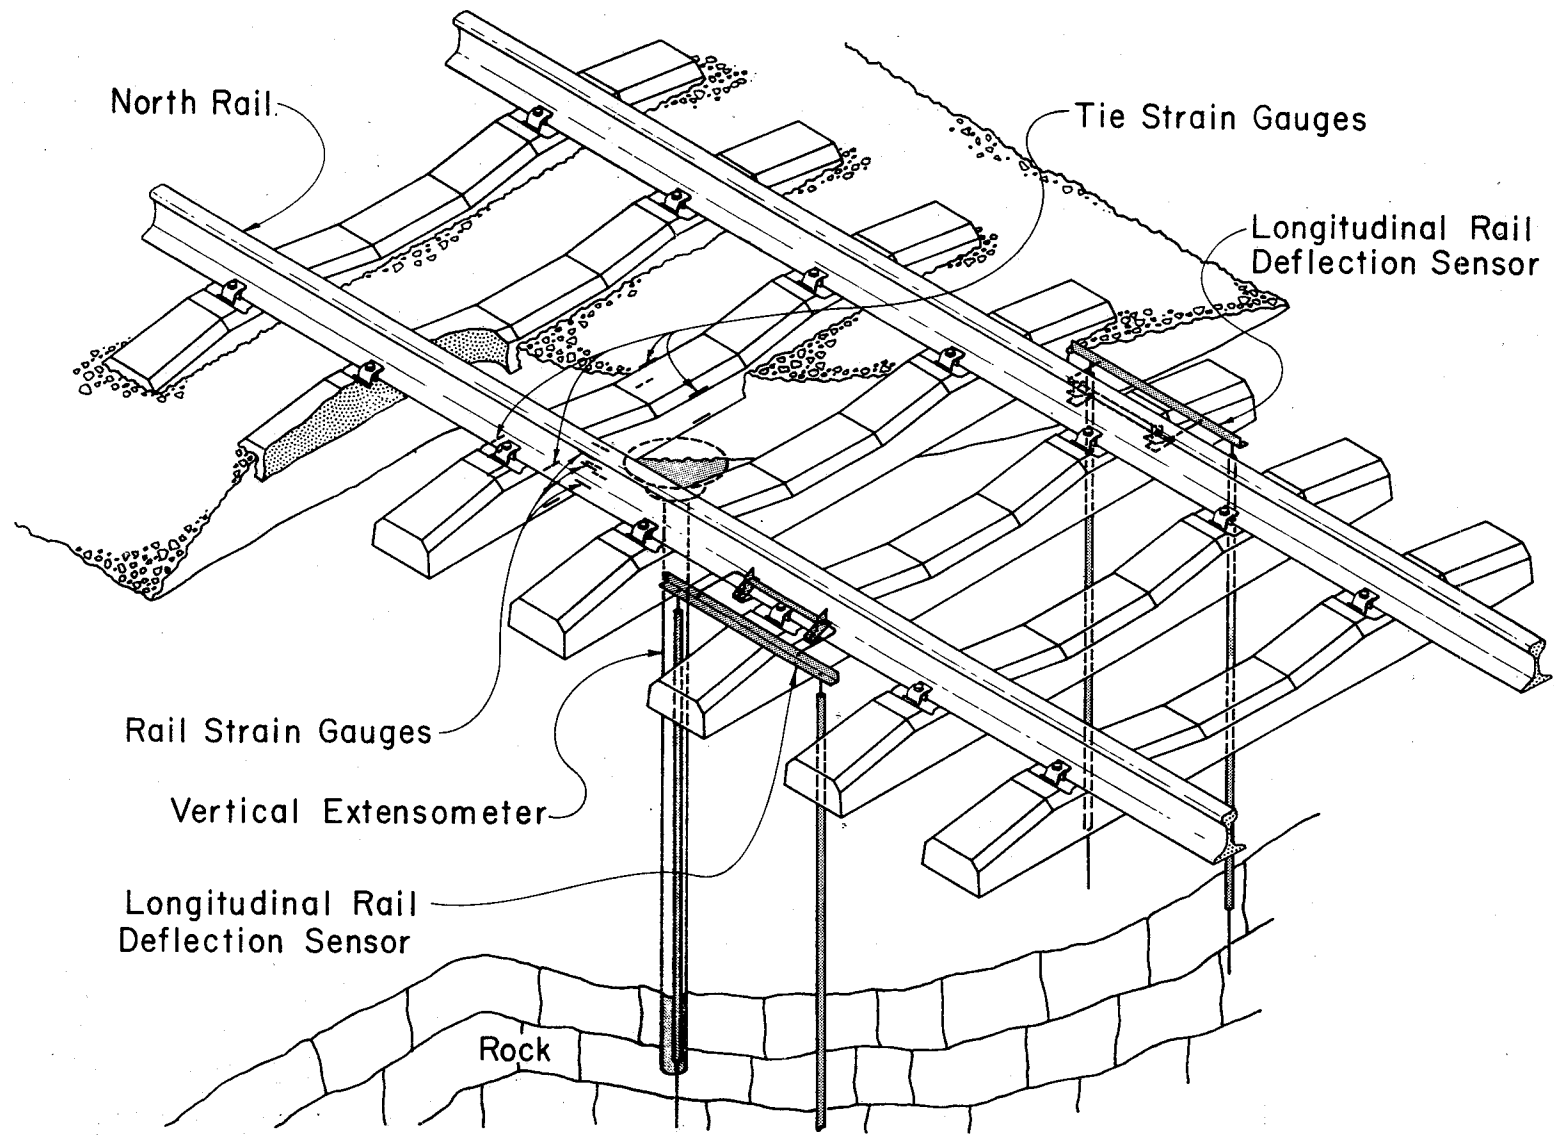 North Rail
Tie Strain Gauges
Longitudinal Rail
Deflection Sensor
Rail Strain Gauges
Vertical Extensometer
Longitudinal Rail
Deflection Sensor
Rock